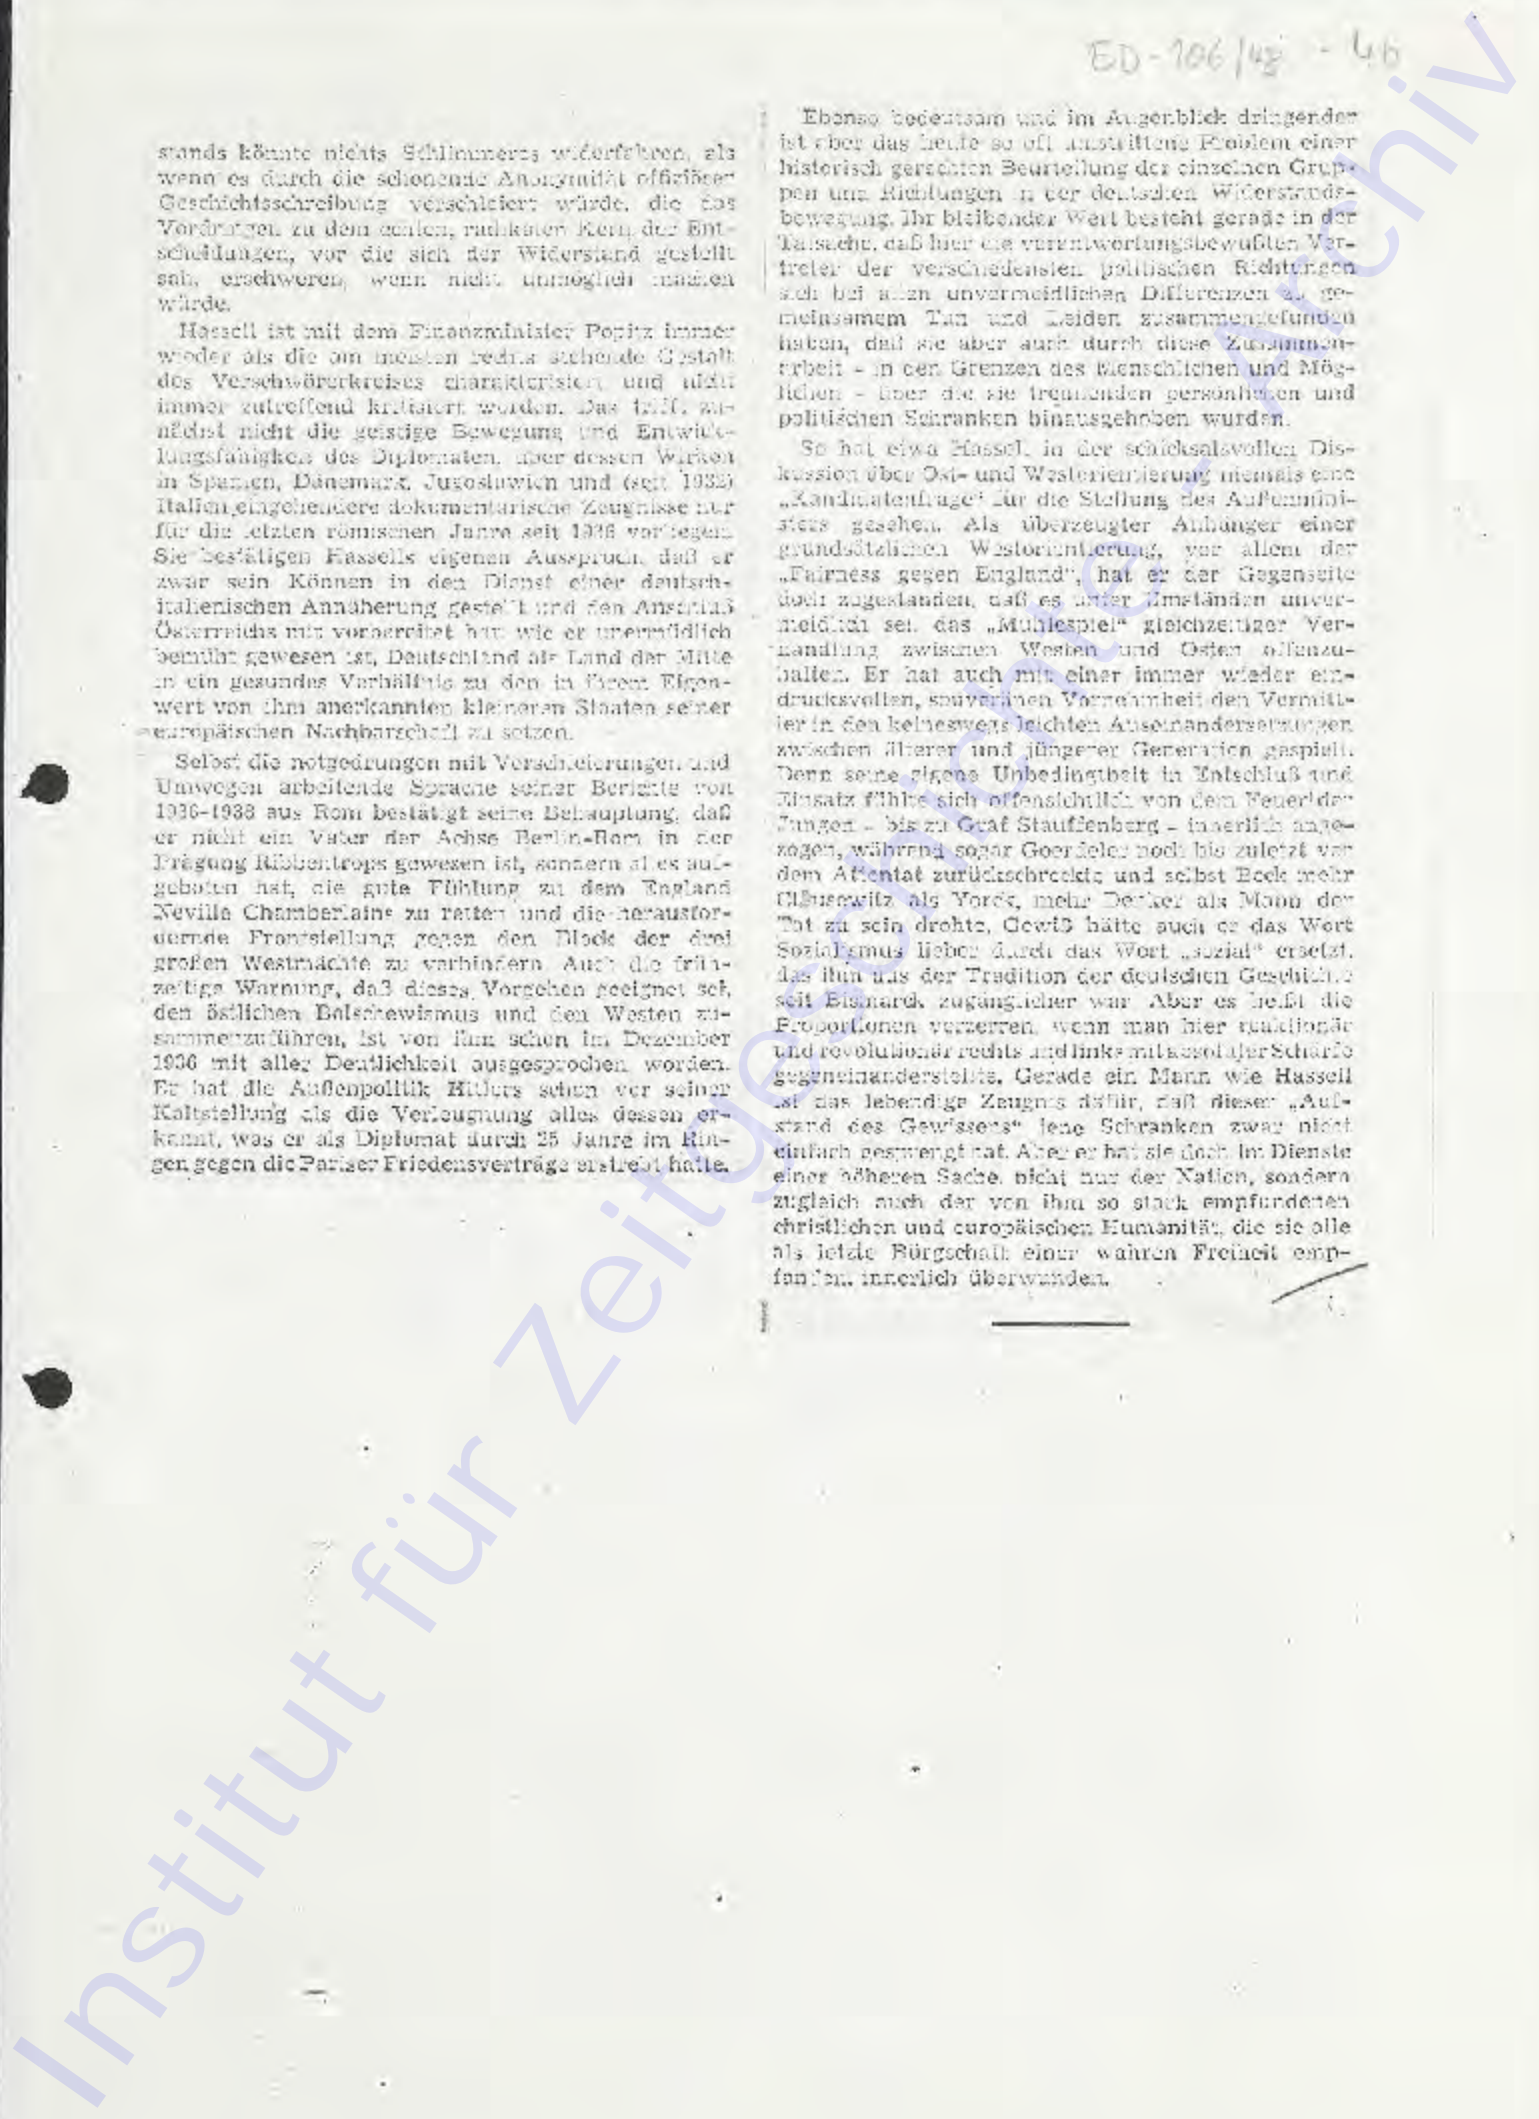 ED-106/48 - 46
stands könnte nichts Schlimmeres widerfahren, als
wenn es durch die schonende Anonymität offiziöser
Geschichtsschreibung verschleiert würde, die das
Vordringen zu dem echten, radikalen Kern der Ent-
scheidungen, vor die sich der Widerstand gestellt
sah, erschweren, wenn nicht unmöglich machen
würde.
Hassell ist mit dem Finanzminister Popitz immer
wieder als die am meisten rechts stehende Gestalt
des Verschwörerkreises charakterisiert und nicht
immer zutreffend kritisiert worden. Das trifft zu-
nächst nicht die geistige Bewegung und Entwick-
lungsfähigkeit des Diplomaten, über dessen Wirken
in Spanien, Dänemark, Jugoslawien und (seit 1932)
Italien eingehendere dokumentarische Zeugnisse nur
für die letzten römischen Jahre seit 1936 vorliegen.
Sie bestätigen Hassells eigenen Ausspruch, daß er
zwar sein Können in den Dienst einer deutsch-
italienischen Annäherung gestellt und den Anschluß
Österreichs mit vorbereitet hat, wie er unermüdlich
bemüht gewesen ist, Deutschland als Land der Mitte
in ein gesundes Verhältnis zu den in ihrem Eigen-
wert von ihm anerkannten kleineren Staaten seiner
europäischen Nachbarschaft zu setzen.
Selbst die notgedrungen mit Verschleierungen und
Umwegen arbeitende Sprache seiner Berichte von
1936-1938 aus Rom bestätigt seine Behauptung, daß
er nicht ein Vater der Achse Berlin-Rom in der
Prägung Ribbentrops gewesen ist, sondern alles auf-
geboten hat, die gute Fühlung zu dem England
Neville Chamberlains zu retten und die herausfor-
dernde Frontstellung gegen den Block der drei
großen Westmächte zu verhindern. Auch die früh-
zeitige Warnung, daß dieses Vorgehen geeignet sei,
den östlichen Bolschewismus und den Westen zu-
sammenzuführen, ist von ihm schon im Dezember
1936 mit aller Deutlichkeit ausgesprochen worden.
Er hat die Außenpolitik Hitlers schon vor seiner
Kaltstellung als die Verleugnung alles dessen er-
kannt, was er als Diplomat durch 25 Jahre im Rin-
gen gegen die Pariser Friedensverträge erstrebt hatte.
Ebenso bedeutsam und im Augenblick dringender
ist aber das heute so oft umstrittene Problem einer
historisch gerechten Beurteilung der einzelnen Grup-
pen und Richtungen in der deutschen Widerstands-
bewegung. Ihr bleibender Wert besteht gerade in der
Tatsache, daß hier die verantwortungsbewußten Ver-
treter der verschiedensten politischen Richtungen
sich bei allen unvermeidlichen Differenzen zu ge-
meinsamem Tun und Leiden zusammengefunden
haben, daß sie aber auch durch diese Zusammen-
arbeit - in den Grenzen des Menschlichen und Mög-
lichen - über die sie trennenden persönlichen und
politischen Schranken hinausgehoben wurden.
So hat etwa Hassell in der schicksalsvollen Dis-
kussion über Ost- und Westorientierung niemals eine
„Kandidatenfrage“ für die Stellung des Außenmini-
sters gesehen. Als überzeugter Anhänger einer
grundsätzlichen Westorientierung, vor allem der
„Fairness gegen England“, hat er der Gegenseite
doch zugestanden, daß es unter Umständen unver-
meidlich sei, das „Mühlespiel“ gleichzeitiger Ver-
handlung zwischen Westen und Osten offenzu-
halten. Er hat auch mit einer immer wieder ein-
drucksvollen, souveränen Vornehmheit den Vermitt-
ler in den keineswegs leichten Auseinandersetzungen
zwischen älterer und jüngerer Generation gespielt.
Denn seine eigene Unbedingtheit in Entschluß und
Einsatz fühlte sich offensichtlich von dem Feuer der
Jungen - bis zu Graf Stauffenberg - innerlich ange-
zogen, während sogar Goerdeler noch bis zuletzt vor
dem Attentat zurückschreckte und selbst Beck mehr
Clausewitz als Yorck, mehr Denker als Mann der
Tat zu sein drohte. Gewiß hätte auch er das Wort
Sozialismus lieber durch das Wort „sozial“ ersetzt,
das ihm aus der Tradition der deutschen Geschichte
seit Bismarck zugänglicher war. Aber es heißt die
Proportionen verzerren, wenn man hier reaktionär
und revolutionär rechts und links mit absoluter Schärfe
gegeneinanderstellte. Gerade ein Mann wie Hassell
ist das lebendige Zeugnis dafür, daß dieser „Auf-
stand des Gewissens“ jene Schranken zwar nicht
einfach gesprengt hat. Aber er hat sie doch im Dienste
einer höheren Sache, nicht nur der Nation, sondern
zugleich auch der von ihm so stark empfundenen
christlichen und europäischen Humanität, die sie alle
als letzte Bürgschaft einer wahren Freiheit emp-
fanden, innerlich überwunden.
Institut für Zeitgeschichte - Archiv